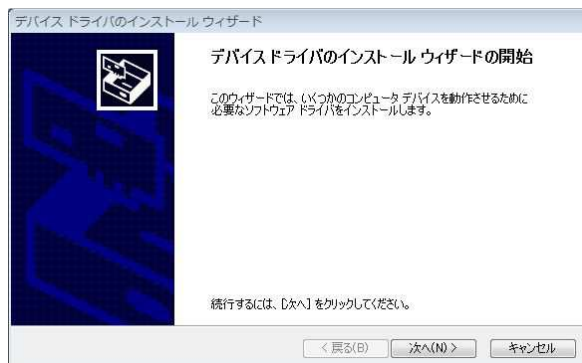 デバイス ドライバのインストール ウィザード
デバイス ドライバのインストール ウィザードの開始
このウィザードでは、いくつかのコンピュータ デバイスを動作させるために
必要なソフトウェア ドライバをインストールします。
続行するには、[次へ] をクリックしてください。
< 戻る(B)
次へ(N) >
キャンセル